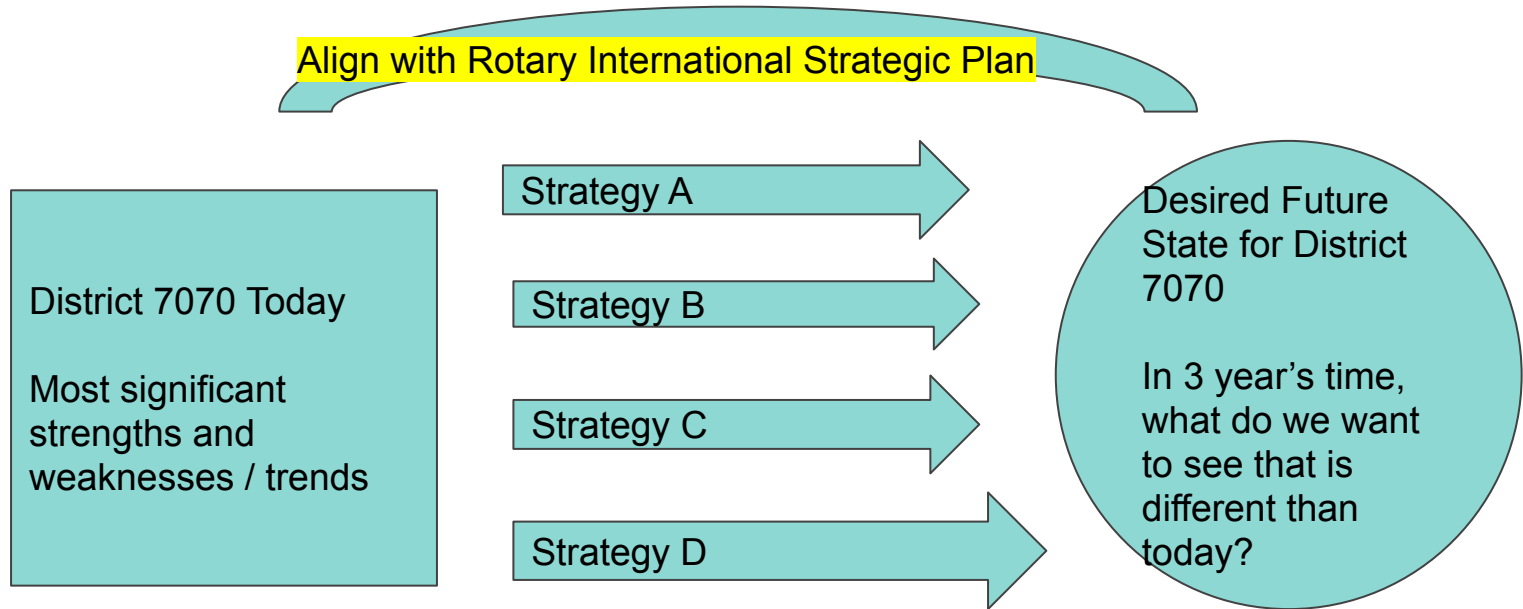 Align with Rotary International Strategic Plan
District 7070 Today
Most significant
strengths and
weaknesses / trends
Strategy A
Strategy B
Strategy C
Strategy D
Desired Future
State for District
7070
In 3 year’s time,
what do we want
to see that is
different than
today?